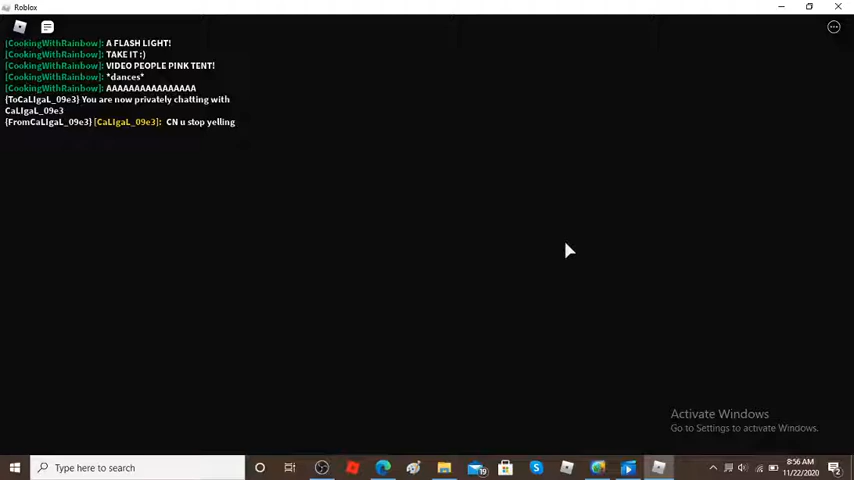 Roblox
[CookingWithRainbow]: A FLASH LIGHT!
[CookingWithRainbow]: TAKE IT :)
[CookingWithRainbow]: VIDEO PEOPLE PINK TENT!
[CookingWithRainbow]: *dances*
[CookingWithRainbow]: AAAAAAAAAAAAAAAA
{ToCaLIgaL_09e3} You are now privately chatting with
CaLIgaL_09e3
{FromCaLIgaL_09e3} [CaLIgaL_09e3]: CN u stop yelling
Activate Windows
Go to Settings to activate Windows.
Type here to search
19
8:56 AM
11/22/2020
2